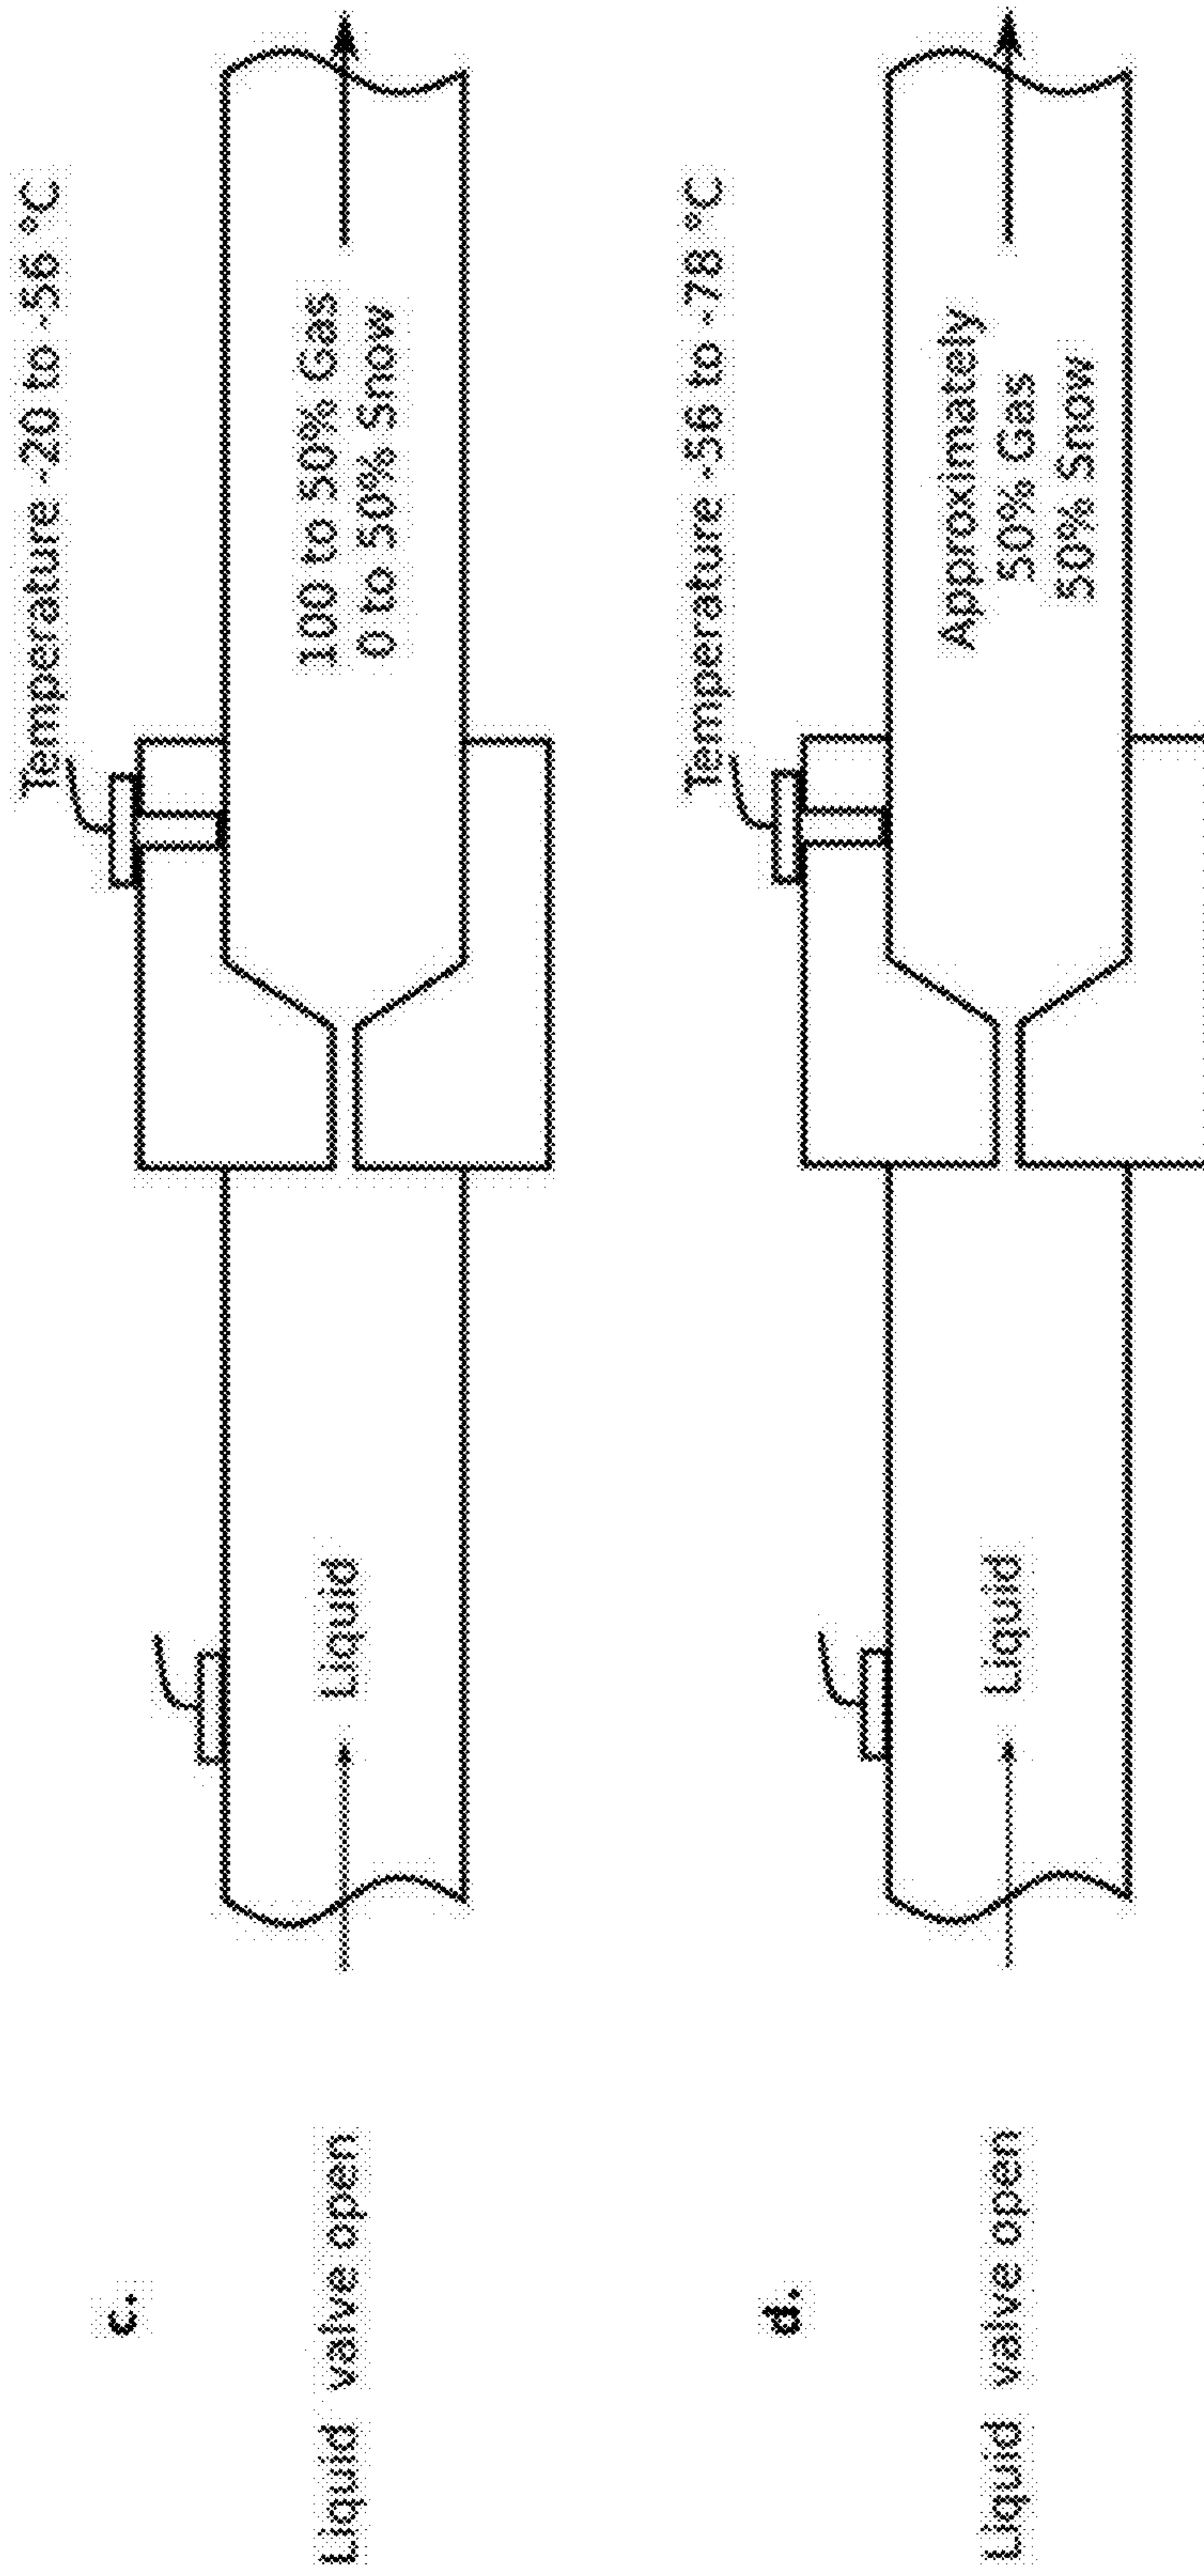 c.
Liquid valve open
Liquid
Temperature -20 to -56 °C
100 to 50% Gas
0 to 50% Snow
d.
Liquid valve open
Liquid
Temperature -56 to -78 °C
Approximately
50% Gas
50% Snow